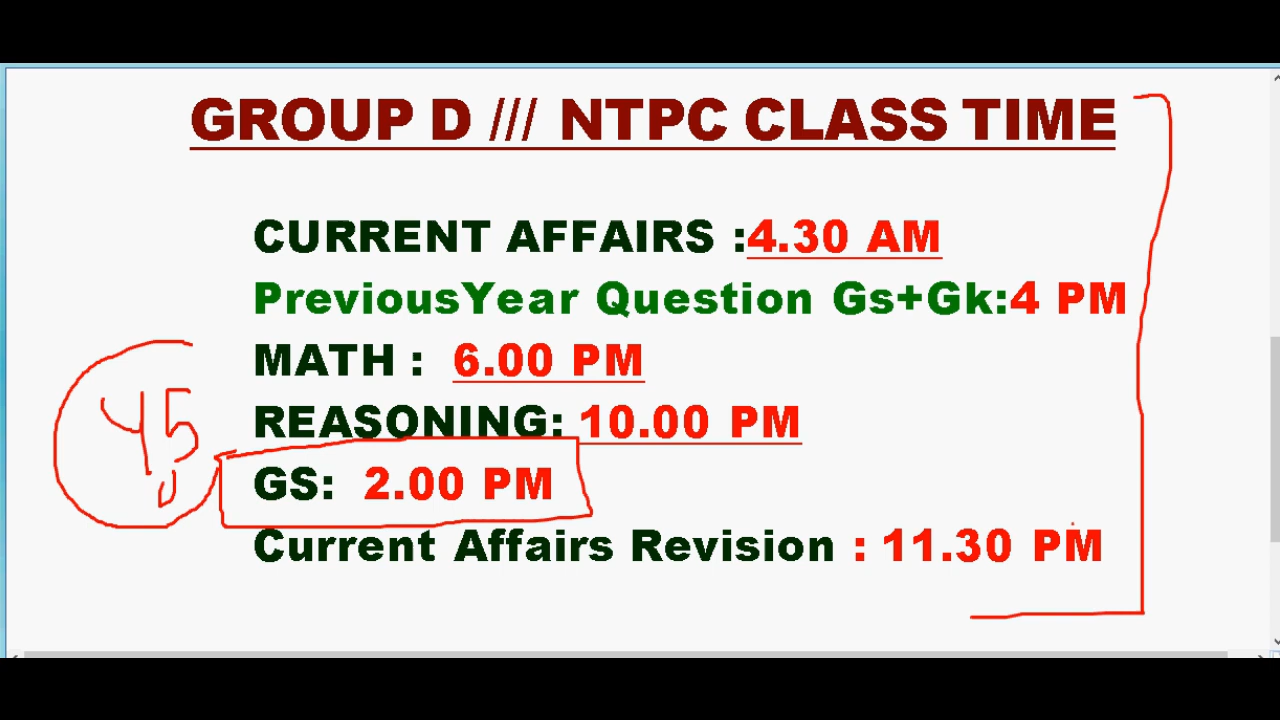 GROUP D /// NTPC CLASS TIME
CURRENT AFFAIRS :4.30 AM
PreviousYear Question Gs+Gk:4 PM
MATH : 6.00 PM
REASONING: 10.00 PM
45
GS: 2.00 PM
Current Affairs Revision : 11.30 PM